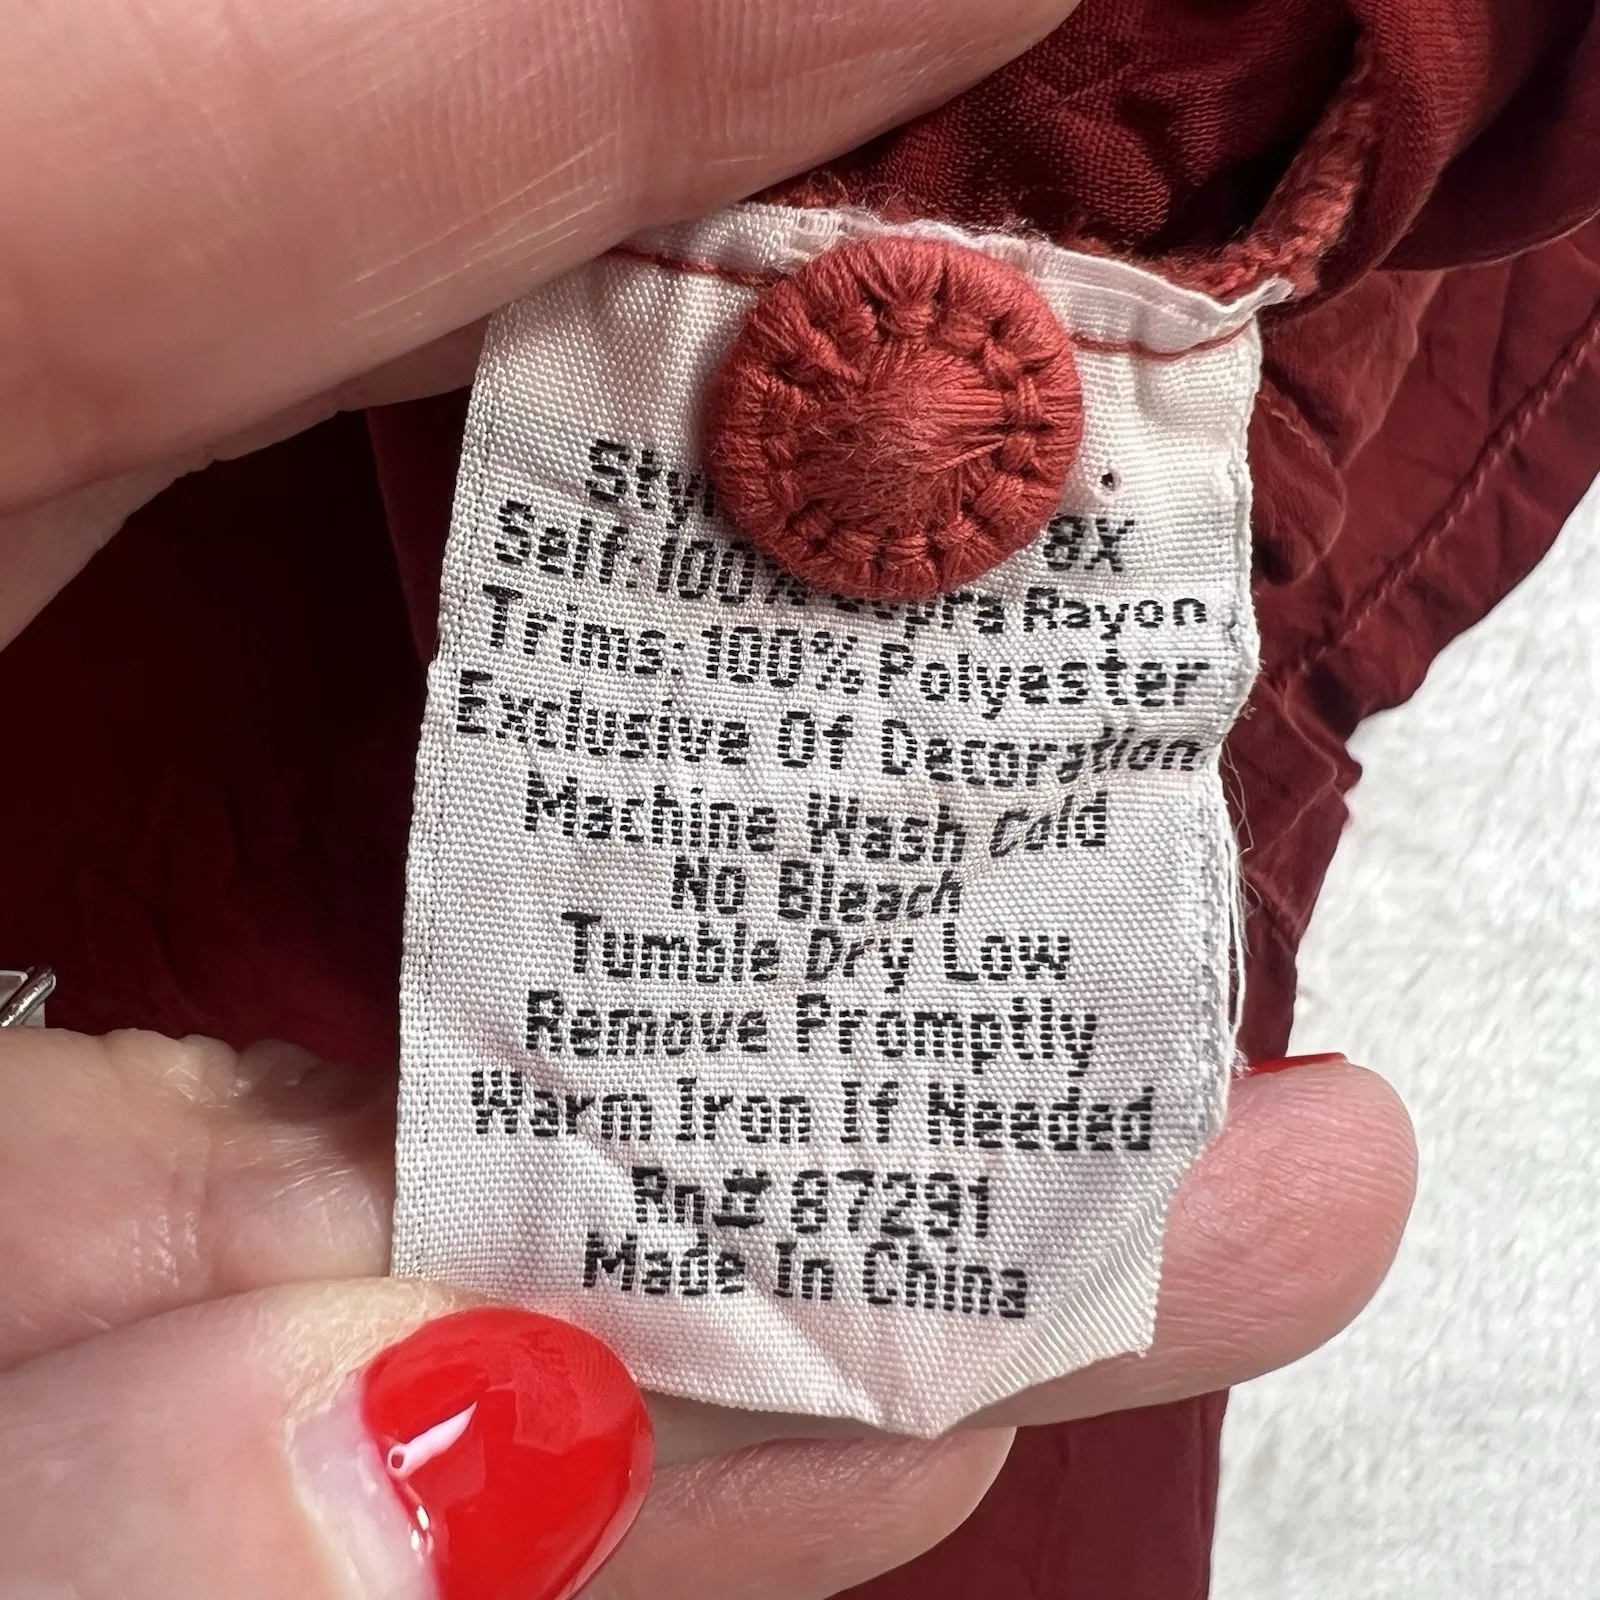 8X
Self: 100% Rayon
Trims: 100% Polyester
Exclusive Of Decoration
Machine Wash Cold
No Bleach
Tumble Dry Low
Remove Promptly
Warm Iron If Needed
Rn# 87291
Made In China